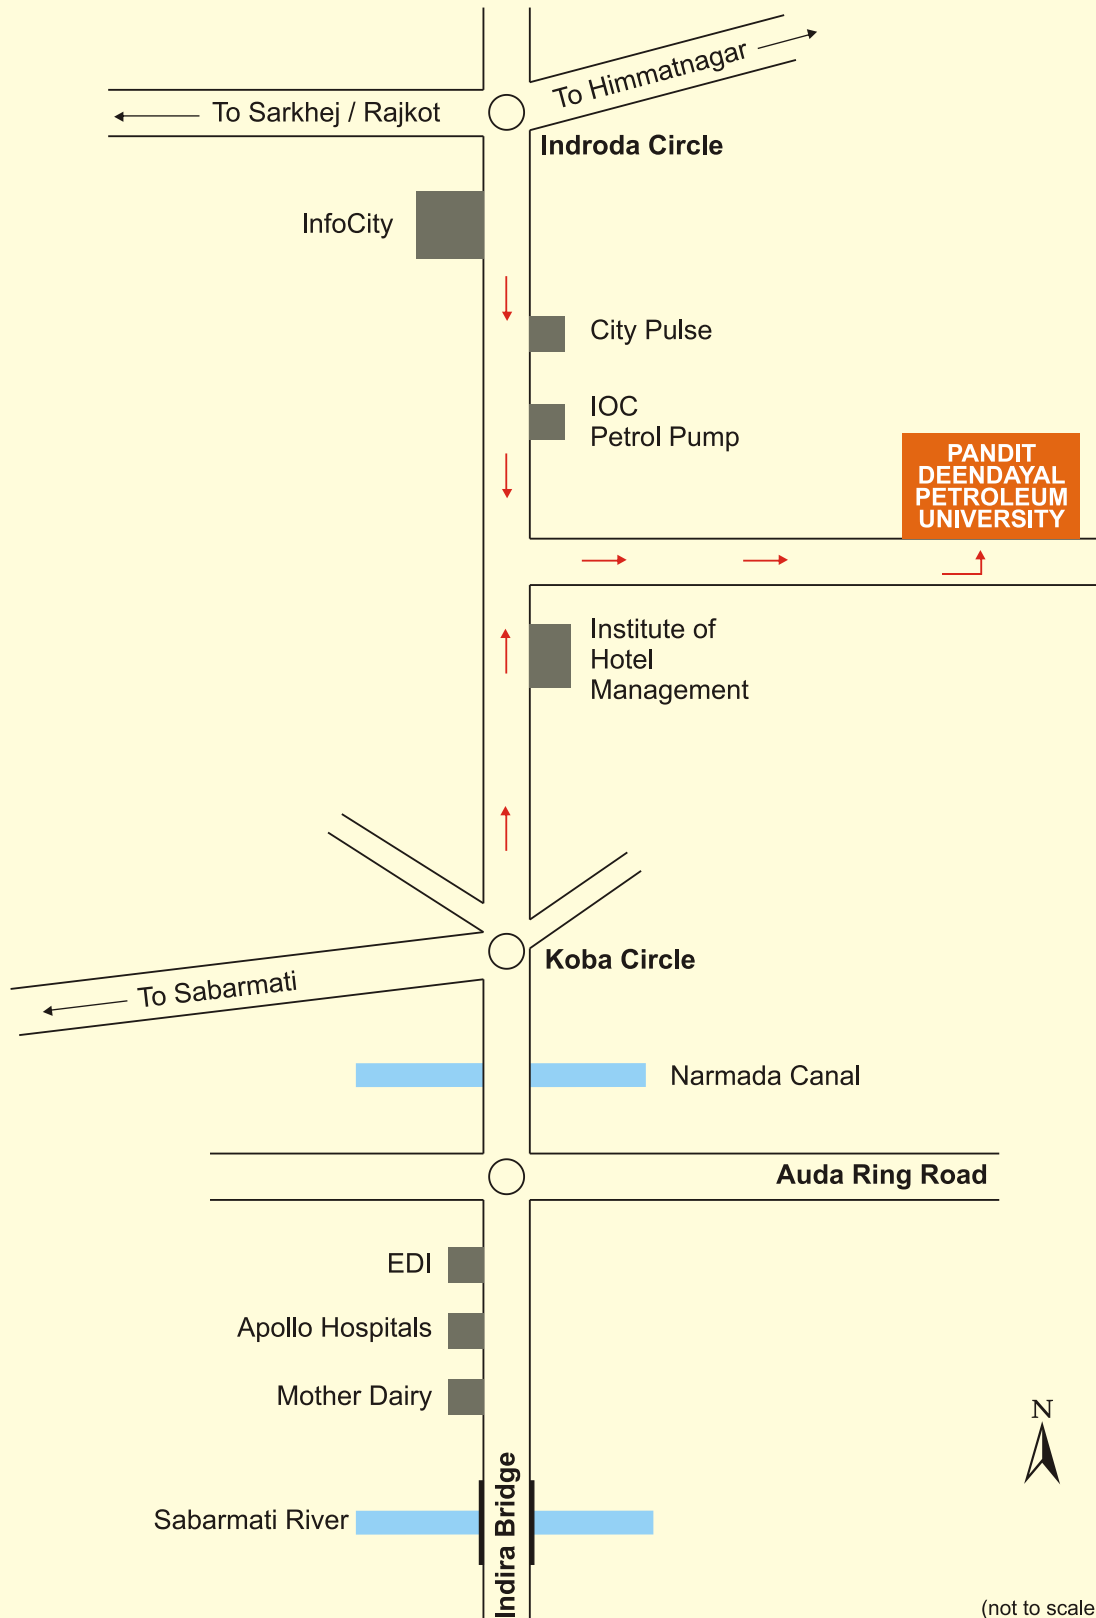 To Himmatnagar
To Sarkhej / Rajkot
Indroda Circle
InfoCity
City Pulse
IOC
Petrol Pump
PANDIT
DEENDAYAL
PETROLEUM
UNIVERSITY
Institute of
Hotel
Management
Koba Circle
To Sabarmati
Narmada Canal
Auda Ring Road
EDI
Apollo Hospitals
Mother Dairy
N
Indira Bridge
Sabarmati River
(not to scale